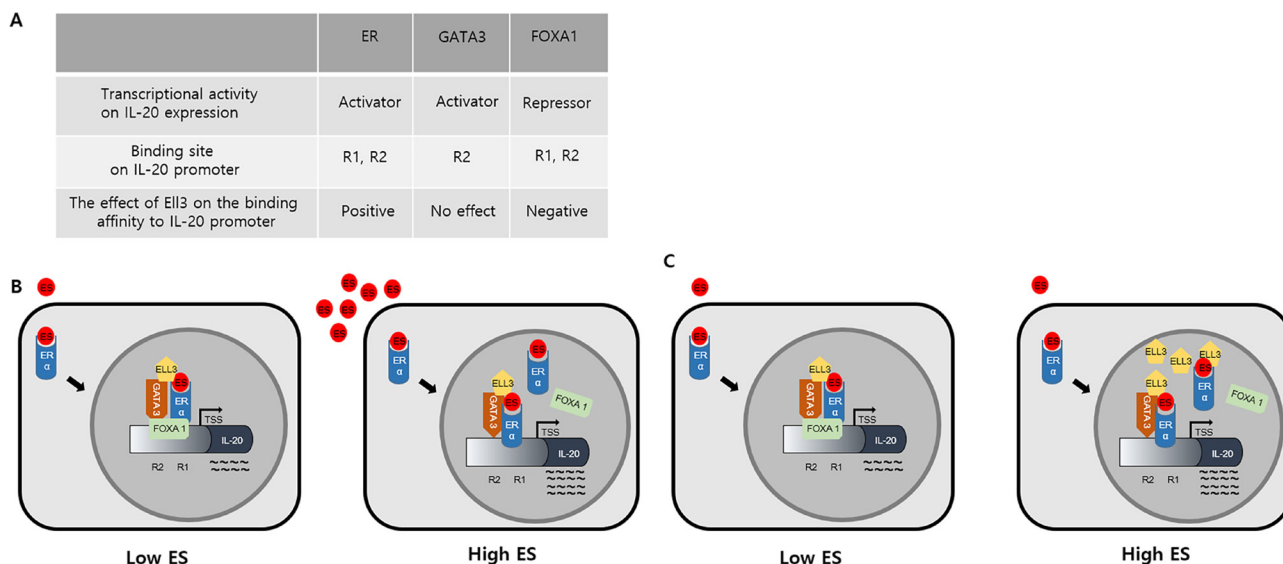 A
ER GATA3 FOXA1
Transcriptional activity
on IL-20 expression
Activator Activator Repressor
Binding site
on IL-20 promoter
R1, R2 R2 R1, R2
The effect of Ell3 on the binding
affinity to IL-20 promoter
Positive No effect Negative
B
ES
ES
ER
α
ELL3
ES
GATA3
ER
α
FOXA1
TSS
IL-20
R2 R1
~~~~
~~~~
Low ES
ES
ES
ES
ES
ES
ES
ES
ES
ER
α
ES
ER
α
FOXA 1
ELL3
ES
GATA3
ER
α
TSS
IL-20
R2 R1
~~~~
~~~~
~~~~
~~~~
~~~~
High ES
C
ES
ES
ER
α
ELL3
ES
GATA3
ER
α
FOXA1
TSS
IL-20
R2 R1
~~~~
~~~~
Low ES
ES
ES
ER
α
ELL3
ELL3
ELL3
ES
ER
α
FOXA 1
ELL3
ES
GATA3
ER
α
TSS
IL-20
R2 R1
~~~~
~~~~
~~~~
~~~~
~~~~
High ES